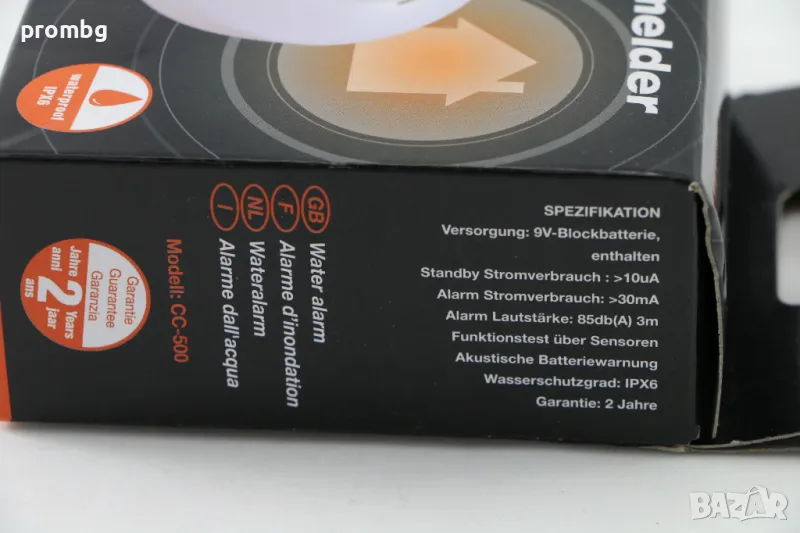 prombg
melder
waterproof
IPX6
SPEZIFIKATION
Versorgung: 9V-Blockbatterie,
enthalten
Standby Stromverbrauch : >10uA
Alarm Stromverbrauch: >30mA
Alarm Lautstärke: 85db(A) 3m
Funktionstest über Sensoren
Akustische Batteriewarnung
Wasserschutzgrad: IPX6
Garantie: 2 Jahre
GB Water alarm
F Alarme d'inondation
NL Wateralarm
I Alarme dall'acqua
Modell: CC-500
Garantie
Guarantee
Garanzia
2
Years
jaar
Jahre
anni
ans
BAZAR